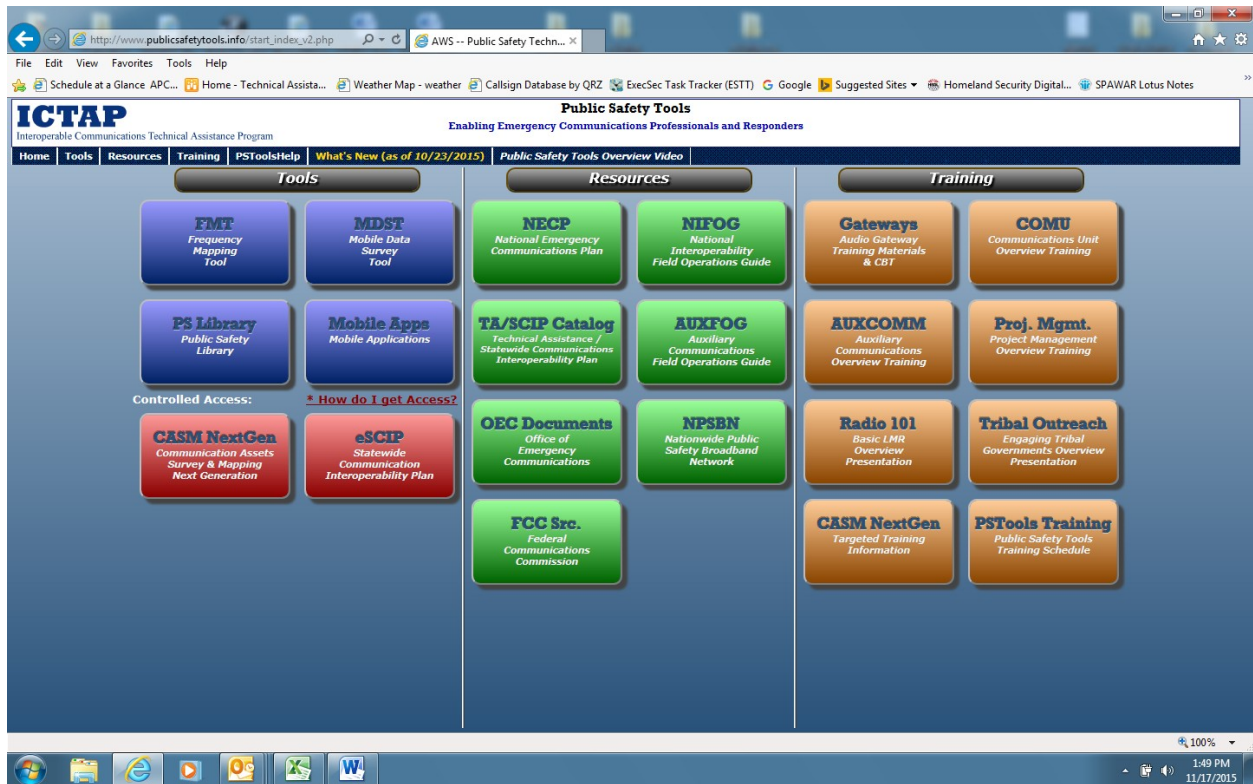 http://www.publicsafetytools.info/start_index_v2.php
AWS -- Public Safety Techn...
File Edit View Favorites Tools Help
Schedule at a Glance APC... Home - Technical Assista... Weather Map - weather Callsign Database by QRZ ExecSec Task Tracker (ESTT) Google Suggested Sites Homeland Security Digital... SPAWAR Lotus Notes
ICTAP
Interoperable Communications Technical Assistance Program
Public Safety Tools
Enabling Emergency Communications Professionals and Responders
Home Tools Resources Training PSToolsHelp What's New (as of 10/23/2015) Public Safety Tools Overview Video
Tools
FMT
Frequency
Mapping
Tool
MDST
Mobile Data
Survey
Tool
PS Library
Public Safety
Library
Mobile Apps
Mobile Applications
Controlled Access:
* How do I get Access?
CASM NextGen
Communication Assets
Survey & Mapping
Next Generation
eSCIP
Statewide
Communication
Interoperability Plan
Resources
NECP
National Emergency
Communications Plan
NIFOG
National
Interoperability
Field Operations Guide
TA/SCIP Catalog
Technical Assistance /
Statewide Communications
Interoperability Plan
AUXFOG
Auxiliary
Communications
Field Operations Guide
OEC Documents
Office of
Emergency
Communications
NPSBN
Nationwide Public
Safety Broadband
Network
FCC Src.
Federal
Communications
Commission
Training
Gateways
Audio Gateway
Training Materials
& CBT
COMU
Communications Unit
Overview Training
AUXCOMM
Auxiliary
Communications
Overview Training
Proj. Mgmt.
Project Management
Overview Training
Radio 101
Basic LMR
Overview
Presentation
Tribal Outreach
Engaging Tribal
Governments Overview
Presentation
CASM NextGen
Targeted Training
Information
PSTools Training
Public Safety Tools
Training Schedule
100%
1:49 PM
11/17/2015